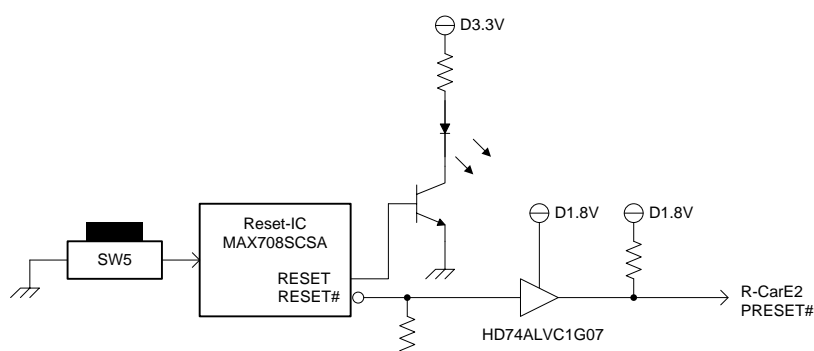 D3.3V
D1.8V
D1.8V
Reset-IC
MAX708SCSA
SW5
RESET
RESET#
R-CarE2
PRESET#
HD74ALVC1G07